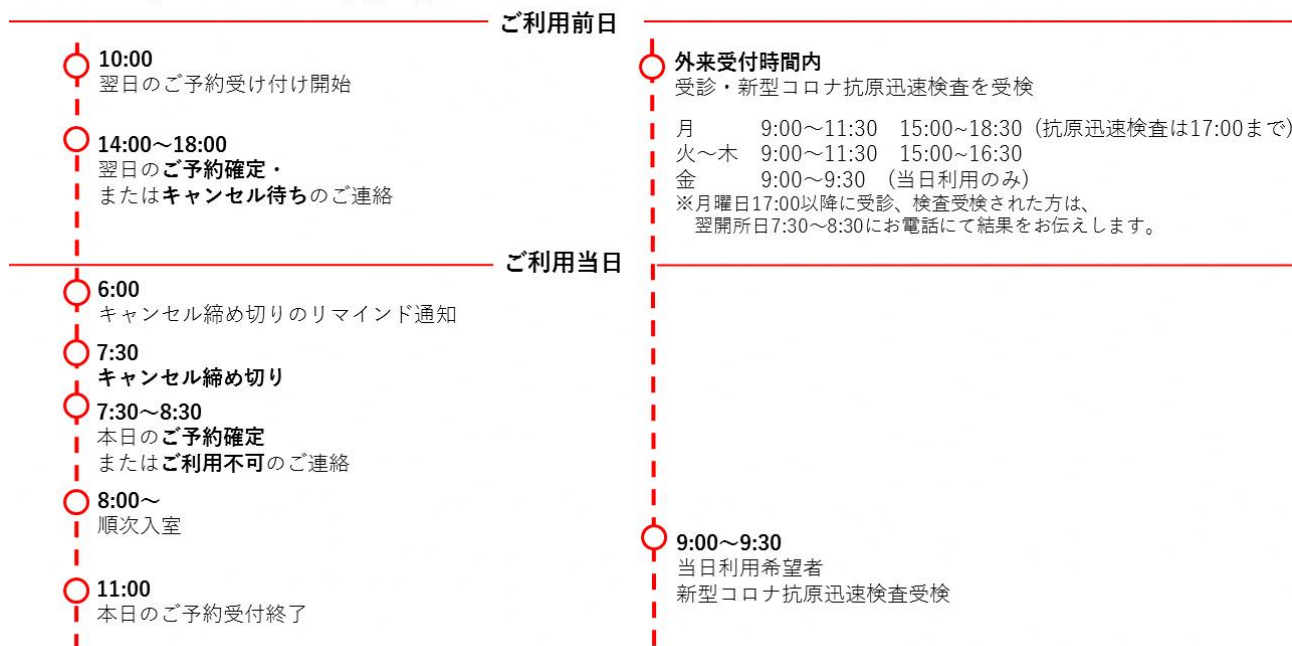 ご利用前日
10:00
翌日のご予約受け付け開始
14:00～18:00
翌日のご予約確定・
またはキャンセル待ちのご連絡
外来受付時間内
受診・新型コロナ抗原迅速検査を受検
月 9:00～11:30 15:00~18:30 (抗原迅速検査は17:00まで)
火～木 9:00～11:30 15:00~16:30
金 9:00～9:30 （当日利用のみ）
※月曜日17:00以降に受診、検査受検された方は、
翌開所日7:30～8:30にお電話にて結果をお伝えします。
ご利用当日
6:00
キャンセル締め切りのリマインド通知
7:30
キャンセル締め切り
7:30～8:30
本日のご予約確定
またはご利用不可のご連絡
8:00～
順次入室
11:00
本日のご予約受付終了
9:00～9:30
当日利用希望者
新型コロナ抗原迅速検査受検